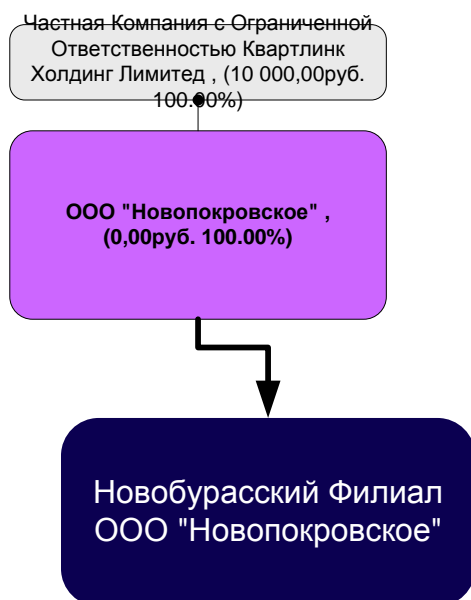 Частная Компания с Ограниченной
Ответственностью Квартлинк
Холдинг Лимитед , (10 000,00руб.
100.00%)
ООО "Новопокровское" ,
(0,00руб. 100.00%)
Новобурасский Филиал
ООО "Новопокровское"